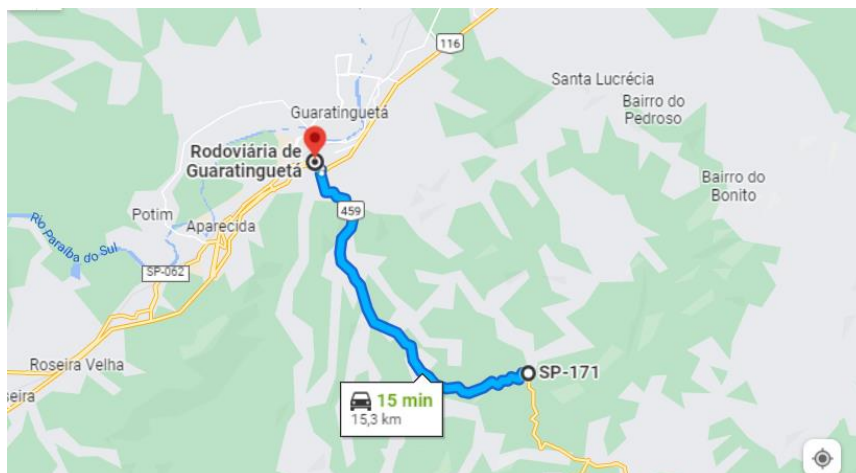 116
Santa Lucrécia
Bairro do
Pedroso
Guaratinguetá
Rodoviária de
Guaratinguetá
Bairro do
Bonito
459
Potim
Aparecida
Rio Paraíba do Sul
SP-062
Roseira Velha
SP-171
15 min
15,3 km
seira